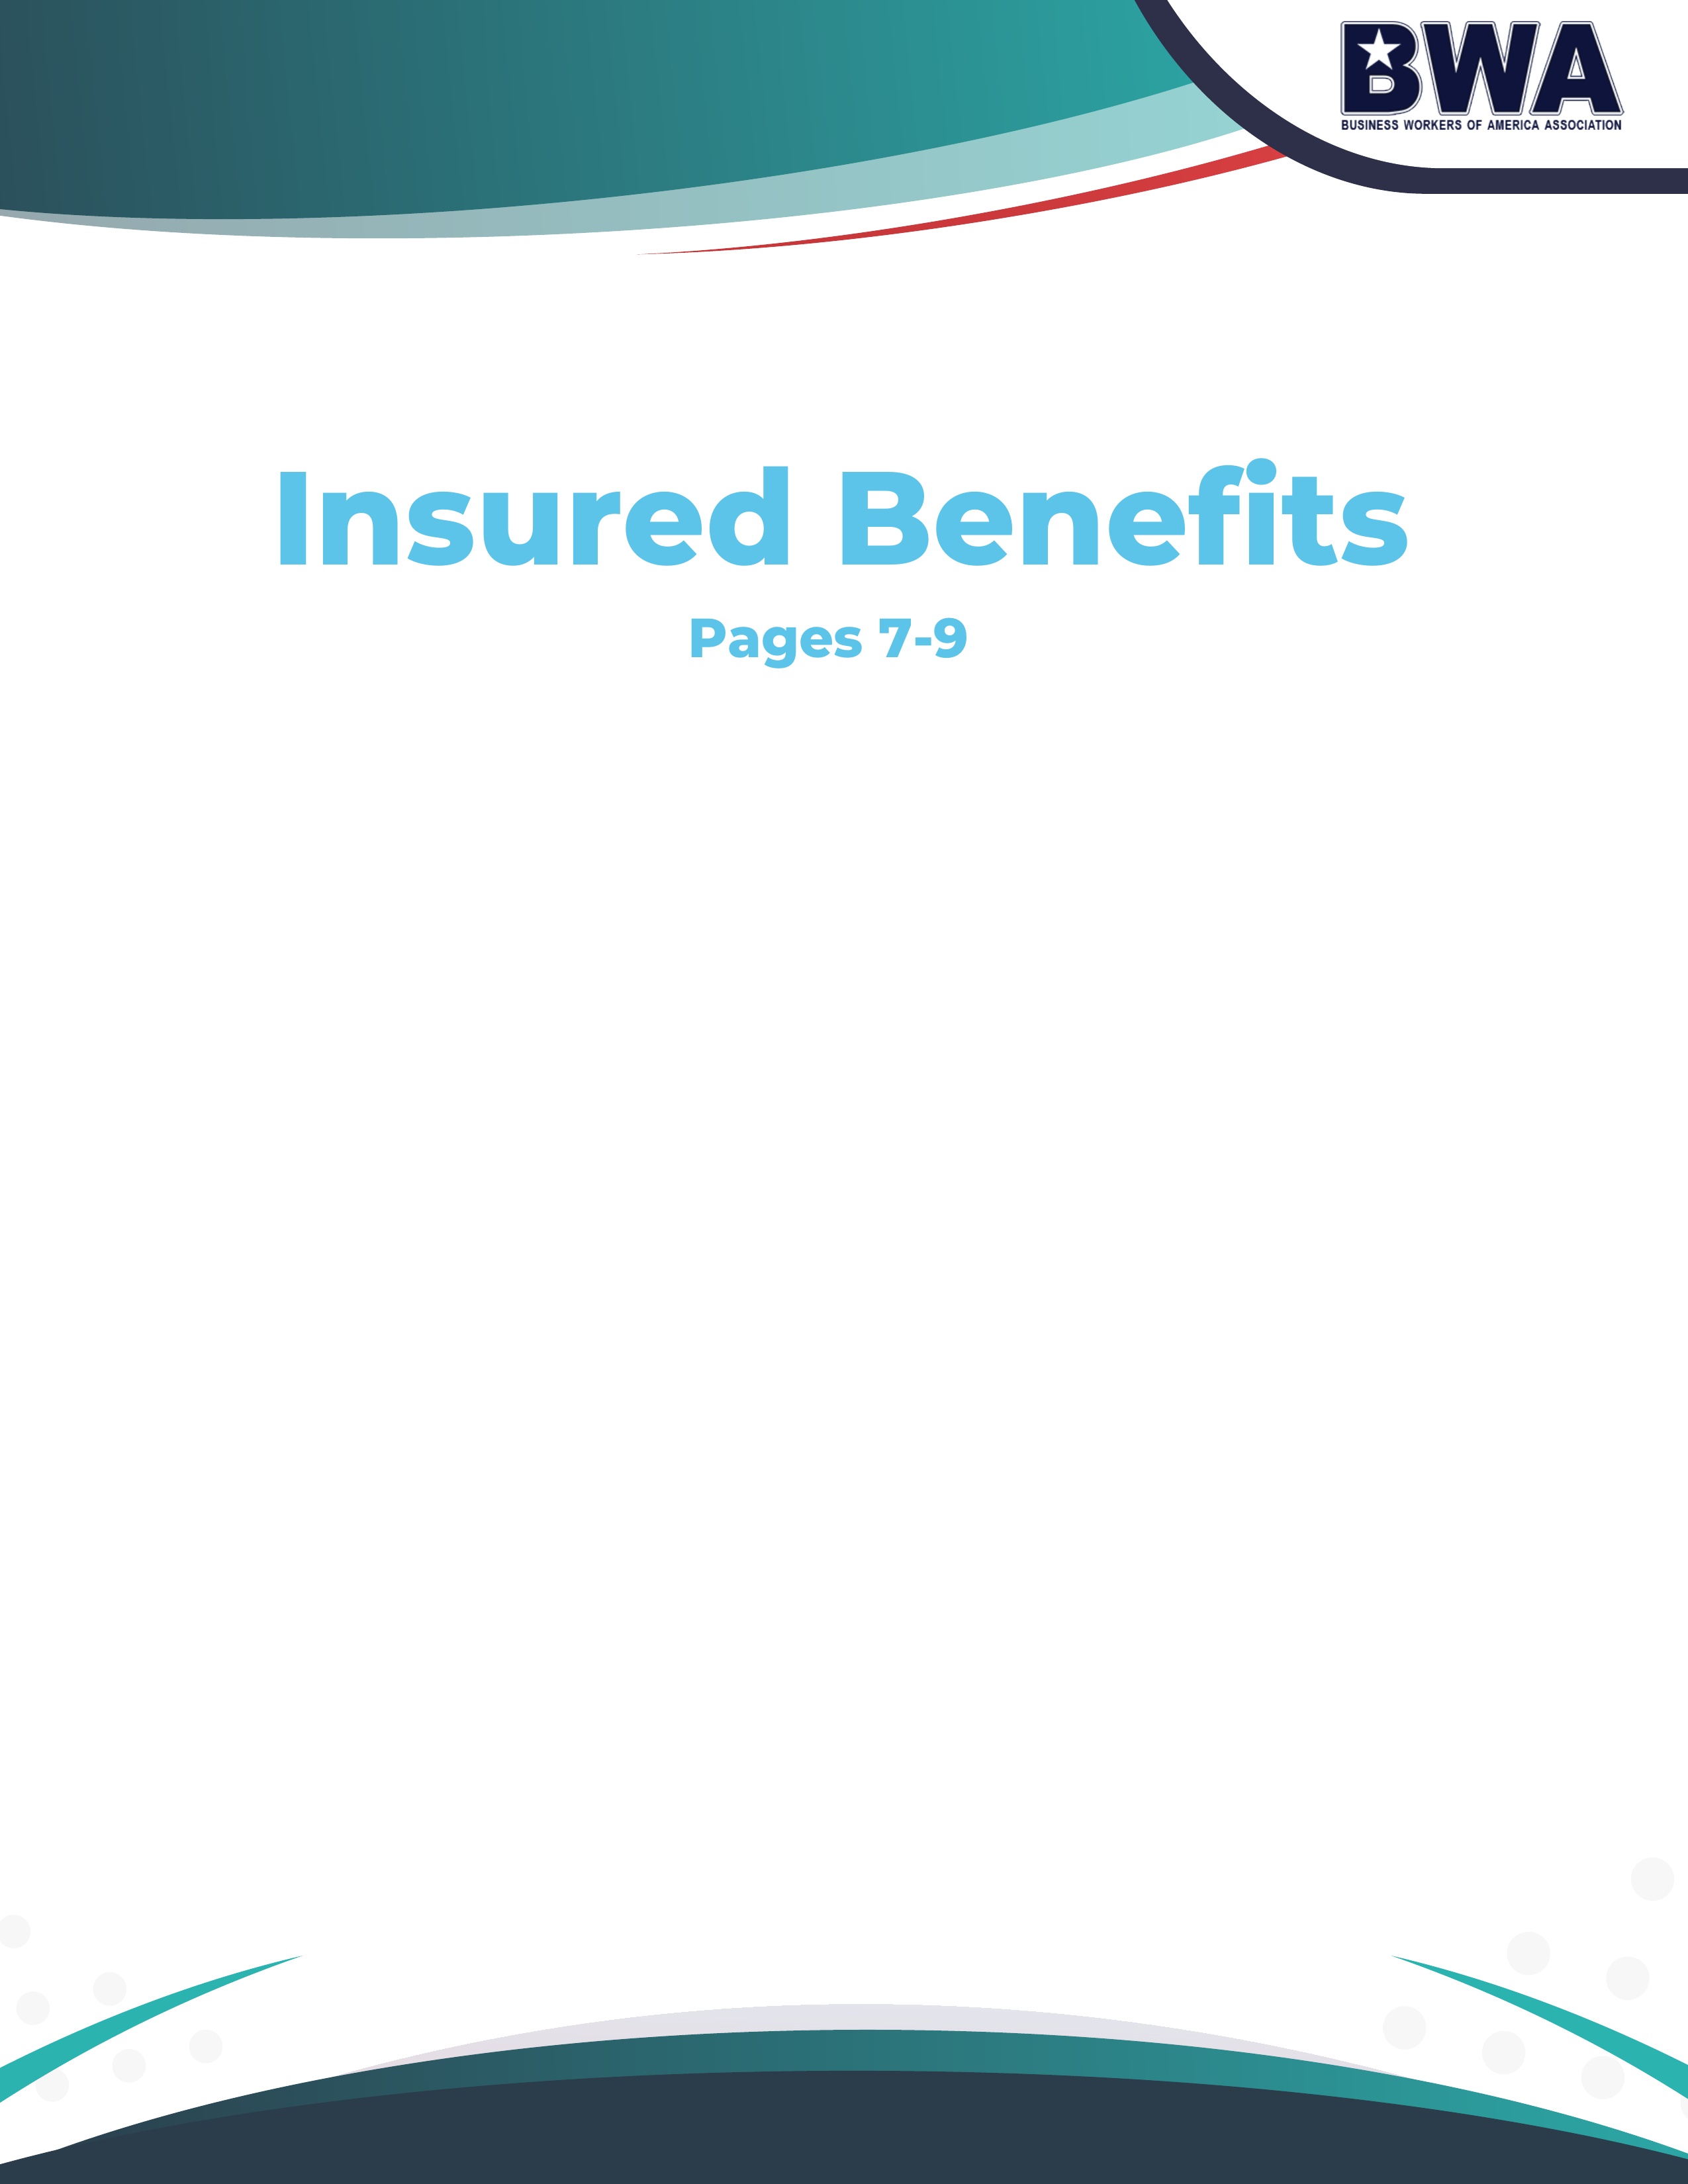 BWA
BUSINESS WORKERS OF AMERICA ASSOCIATION
Insured Benefits
Pages 7-9